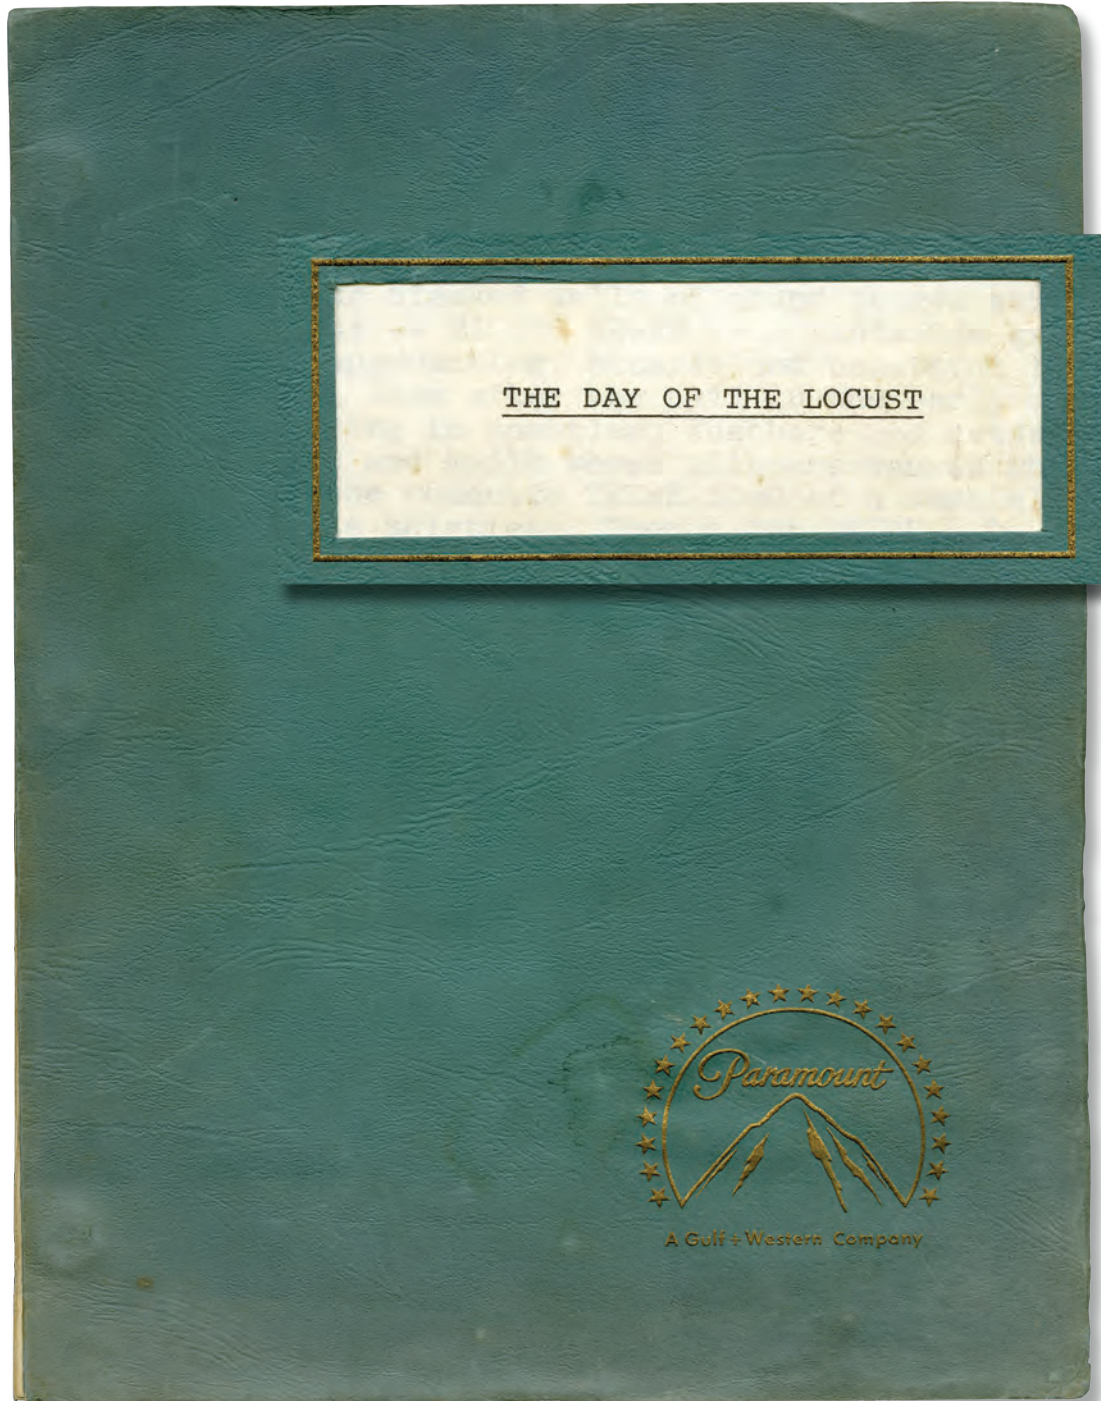 THE DAY OF THE LOCUST
Paramount
A Gulf + Western Company